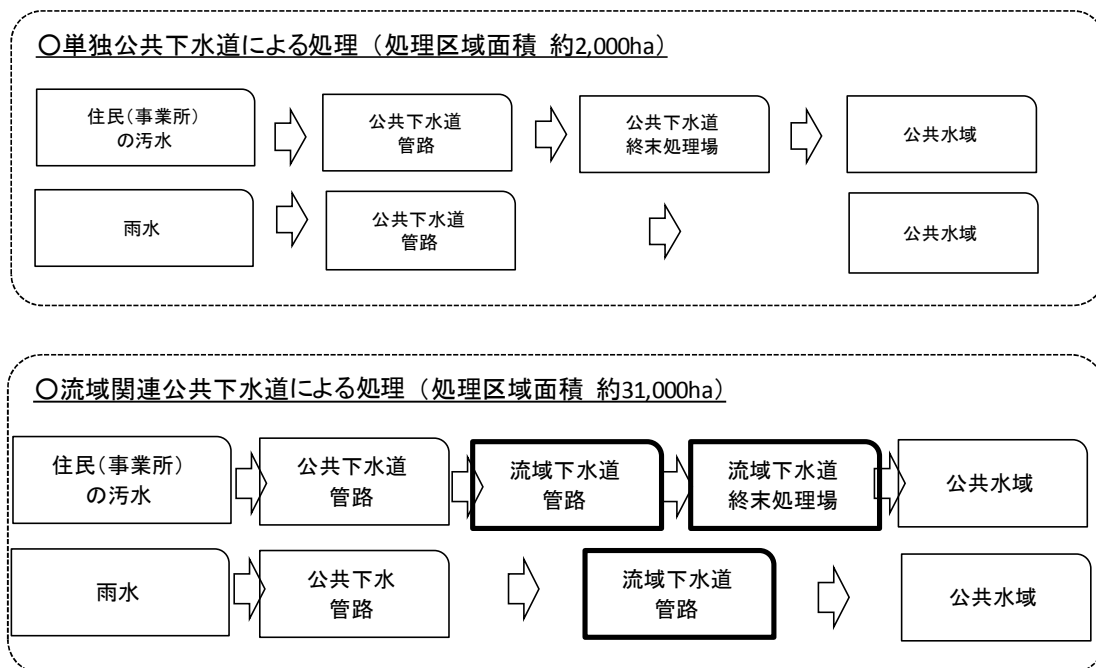 ○単独公共下水道による処理（処理区域面積 約2,000ha）
住民（事業所）
の汚水
公共下水道
管路
公共下水道
終末処理場
公共水域
雨水
公共下水道
管路
公共水域
○流域関連公共下水道による処理（処理区域面積 約31,000ha）
住民（事業所）
の汚水
公共下水道
管路
流域下水道
管路
流域下水道
終末処理場
公共水域
雨水
公共下水
管路
流域下水道
管路
公共水域